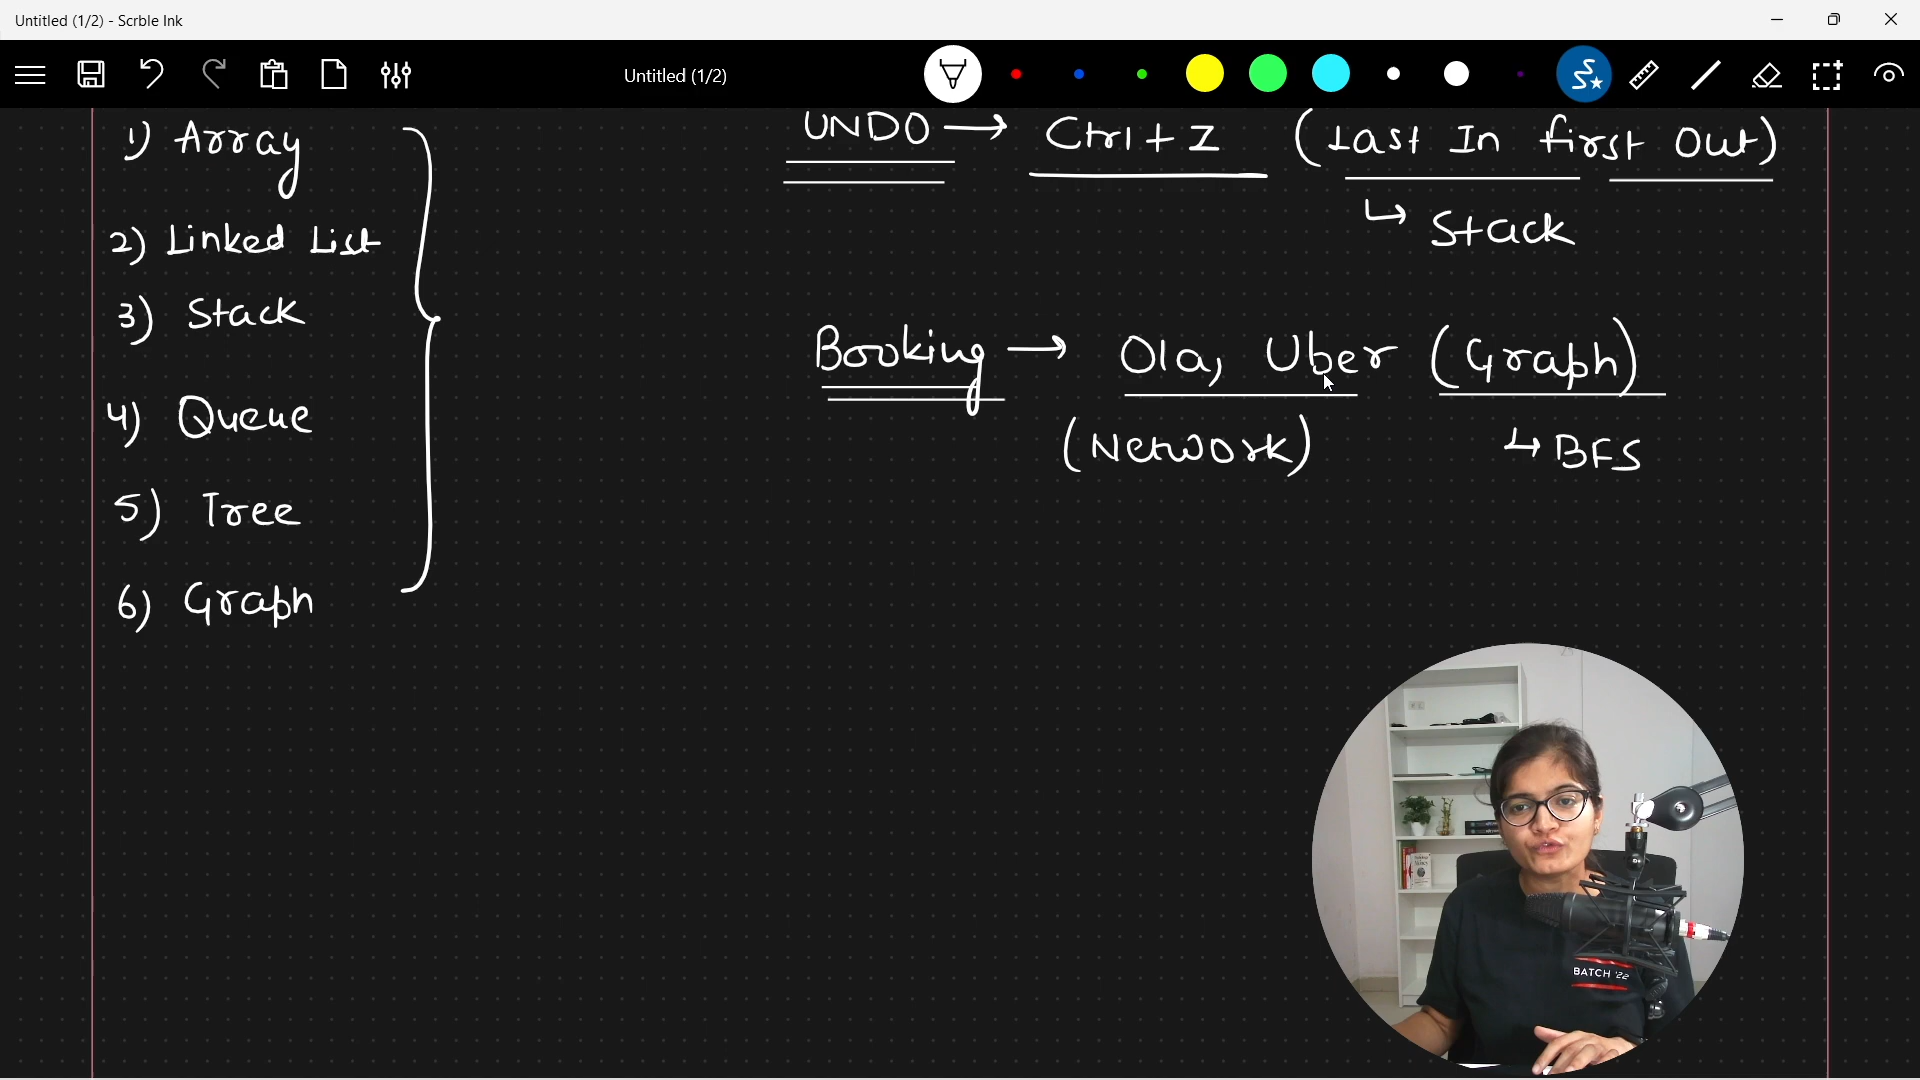 Untitled (1/2) - Scrble Ink
Untitled (1/2)
1) Array
2) Linked List
3) Stack
4) Queue
5) Tree
6) Graph
UNDO → Ctrl + Z (Last In first Out)
↳ Stack
Booking → Ola, Uber (Graph)
(Network)
↳ BFS
BATCH '22